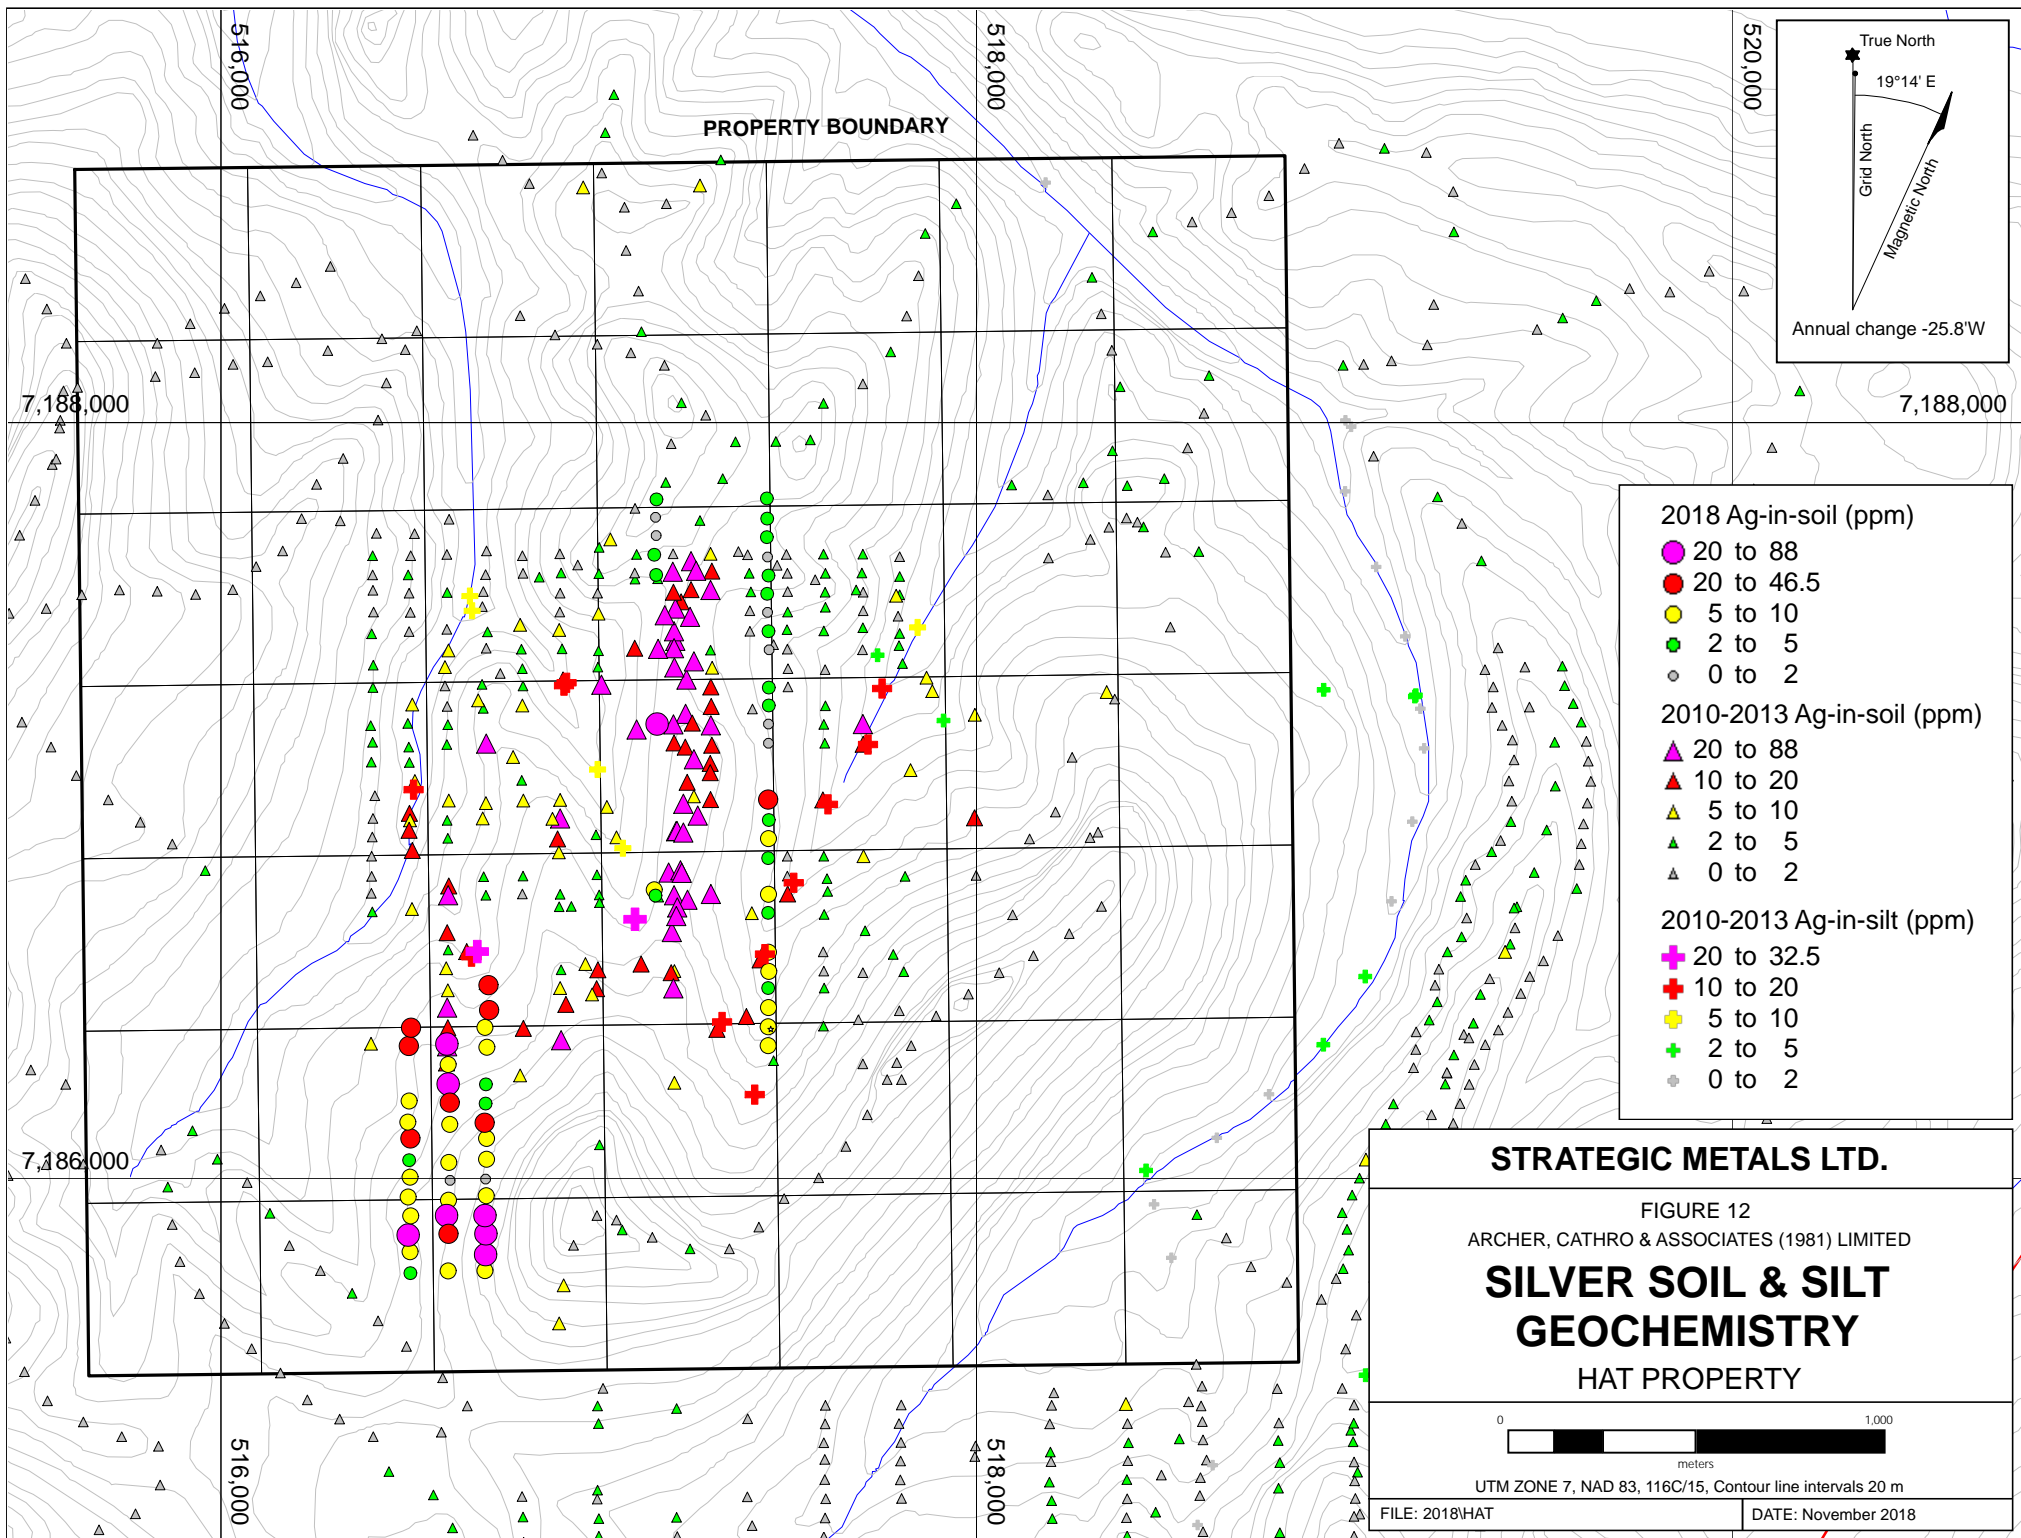 516,000
518,000
520,000
True North
19°14' E
Grid North
Magnetic North
Annual change -25.8'W
PROPERTY BOUNDARY
7,188,000
7,188,000
2018 Ag-in-soil (ppm)
20 to 88
20 to 46.5
5 to 10
2 to 5
0 to 2
2010-2013 Ag-in-soil (ppm)
20 to 88
10 to 20
5 to 10
2 to 5
0 to 2
2010-2013 Ag-in-silt (ppm)
20 to 32.5
10 to 20
5 to 10
2 to 5
0 to 2
7,186,000
STRATEGIC METALS LTD.
FIGURE 12
ARCHER, CATHRO & ASSOCIATES (1981) LIMITED
SILVER SOIL & SILT
GEOCHEMISTRY
HAT PROPERTY
0 1,000
meters
UTM ZONE 7, NAD 83, 116C/15, Contour line intervals 20 m
FILE: 2018\HAT DATE: November 2018
516,000
518,000